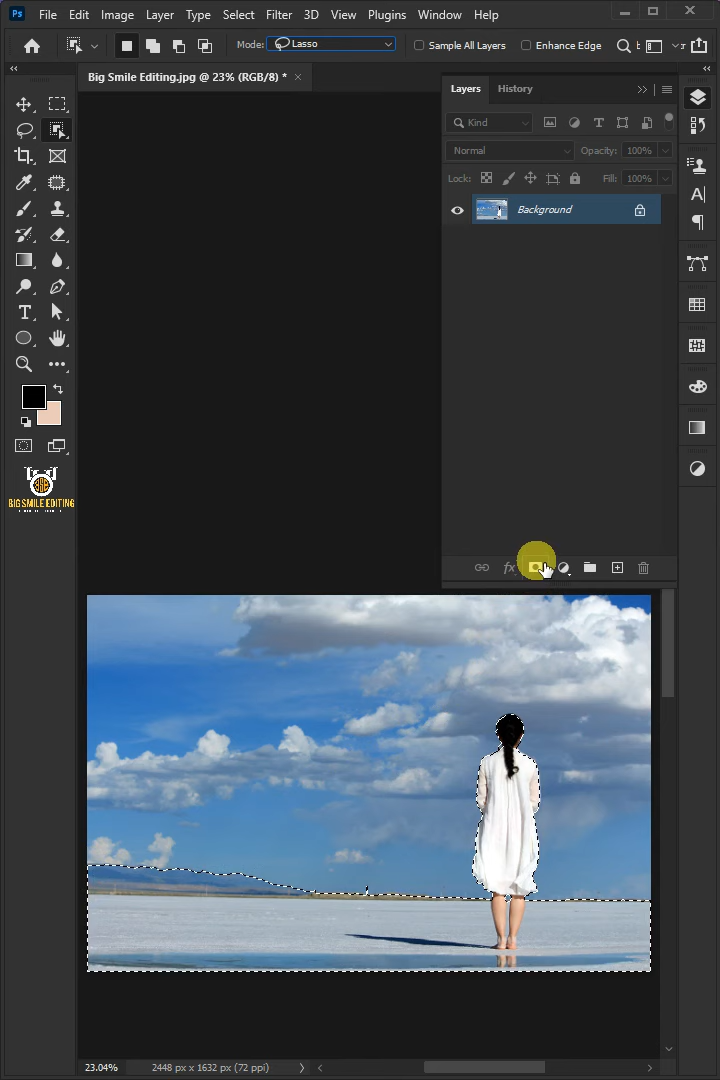 Ps File Edit Image Layer Type Select Filter 3D View Plugins Window Help
Mode: Lasso Sample All Layers Enhance Edge
Big Smile Editing.jpg @ 23% (RGB/8) *
Layers History
Kind
Normal Opacity: 100%
Lock: Fill: 100%
Background
fx
BIG SMILE EDITING
23.04% 2448 px x 1632 px (72 ppi)